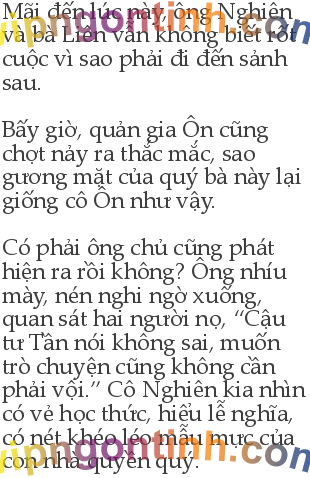 Mãi đến lúc này, ông Nghiên
và bà Liên vẫn không biết rốt
cuộc vì sao phải đi đến sảnh
sau.
Bấy giờ, quản gia Ôn cũng
chợt nảy ra thắc mắc, sao
gương mặt của quý bà này lại
giống cô Ôn như vậy.
Có phải ông chủ cũng phát
hiện ra rồi không? Ông nhíu
mày, nén nghi ngờ xuống,
quan sát hai người nọ, “Cậu
tư Tần nói không sai, muốn
trò chuyện cũng không cần
phải vội.” Cô Nghiên kia nhìn
có vẻ học thức, hiểu lễ nghĩa,
có nét khéo léo mẫu mực của
con nhà quyền quý.
vipngontinh.com
vipngontinh.com